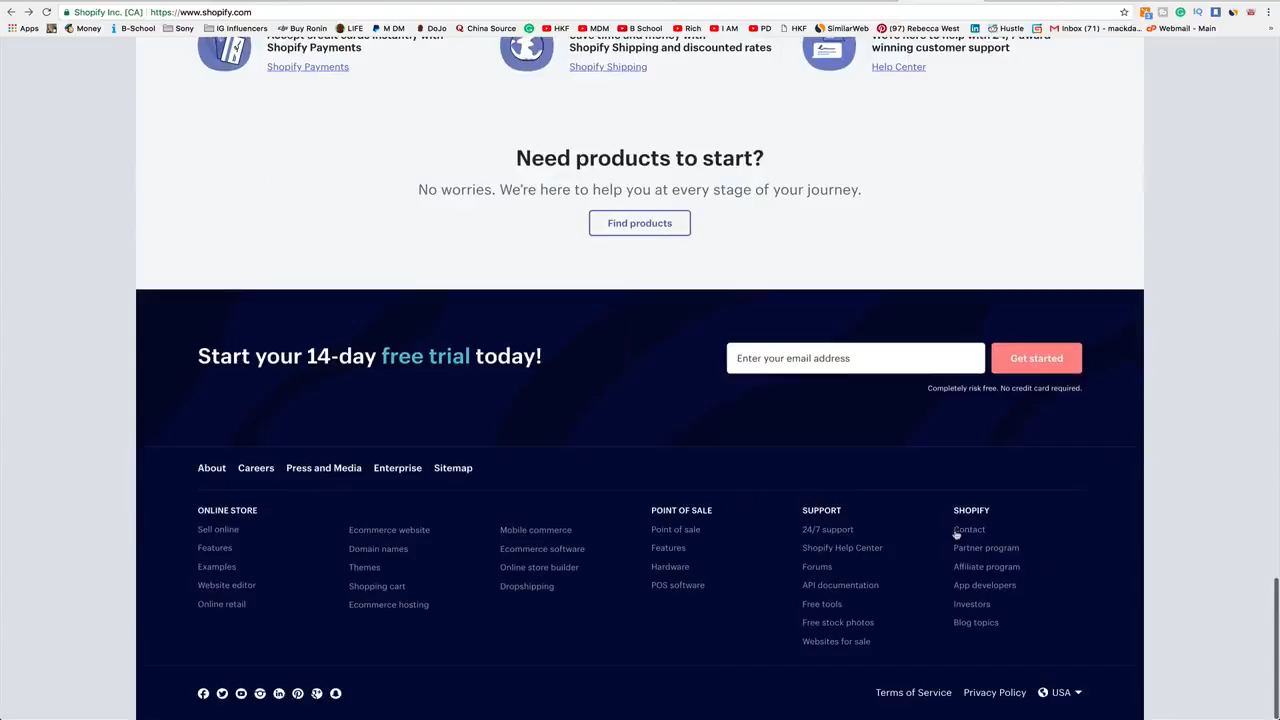 Shopify Inc. [CA] https://www.shopify.com
Apps Money B-School IG Influencers Sony Buy Ronin LIFE M DM DoJo China Source HKF MDM B School Rich I AM PD HKF SimilarWeb (97) Rebecca West Hustle Inbox (71) - mackda... Webmail - Main
Shopify Payments
Shopify Payments
Shopify Shipping and discounted rates
Shopify Shipping
winning customer support
Help Center
Need products to start?
No worries. We're here to help you at every stage of your journey.
Find products
Start your 14-day free trial today!
Enter your email address
Get started
Completely risk free. No credit card required.
About Careers Press and Media Enterprise Sitemap
ONLINE STORE
Sell online
Features
Examples
Website editor
Online retail
Ecommerce website
Domain names
Themes
Shopping cart
Ecommerce hosting
Mobile commerce
Ecommerce software
Online store builder
Dropshipping
POINT OF SALE
Point of sale
Features
Hardware
POS software
SUPPORT
24/7 support
Shopify Help Center
Forums
API documentation
Free tools
Free stock photos
Websites for sale
SHOPIFY
Contact
Partner program
Affiliate program
App developers
Investors
Blog topics
Terms of Service Privacy Policy USA